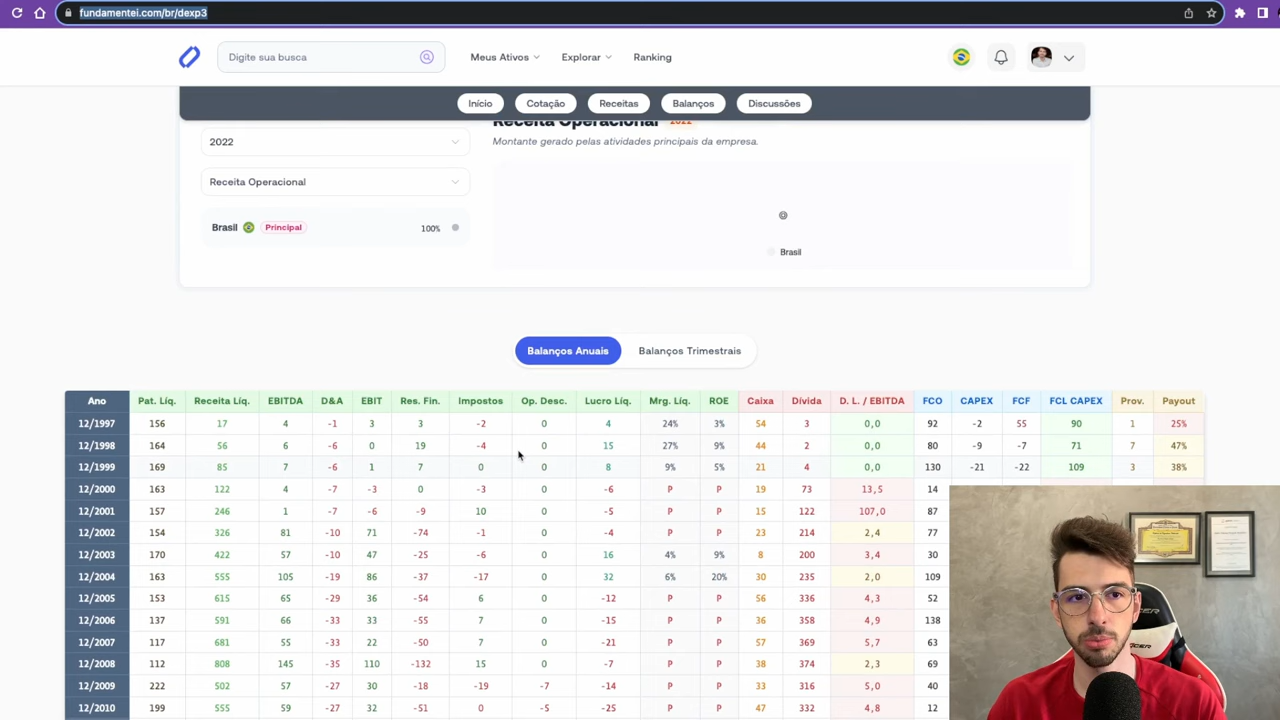 fundamentei.com/br/dexp3
Digite sua busca Meus Ativos Explorar Ranking
Início Cotação Receitas Balanços Discussões
Receita Operacional 2022
2022 Montante gerado pelas atividades principais da empresa.
Receita Operacional
Brasil Principal 100%
Brasil
Balanços Anuais Balanços Trimestrais
Ano Pat. Líq. Receita Líq. EBITDA D&A EBIT Res. Fin. Impostos Op. Desc. Lucro Líq. Mrg. Líq. ROE Caixa Dívida D. L. / EBITDA FCO CAPEX FCF FCL CAPEX Prov. Payout
12/1997 156 17 4 -1 3 3 -2 0 4 24% 3% 54 3 0,0 92 -2 55 90 1 25%
12/1998 164 56 6 -6 0 19 -4 0 15 27% 9% 44 2 0,0 80 -9 -7 71 7 47%
12/1999 169 85 7 -6 1 7 0 0 8 9% 5% 21 4 0,0 130 -21 -22 109 3 38%
12/2000 163 122 4 -7 -3 0 -3 0 -6 P P 19 73 13,5 14
12/2001 157 246 1 -7 -6 -9 10 0 -5 P P 15 122 107,0 87
12/2002 154 326 81 -10 71 -74 -1 0 -4 P P 23 214 2,4 77
12/2003 170 422 57 -10 47 -25 -6 0 16 4% 9% 8 200 3,4 30
12/2004 163 555 105 -19 86 -37 -17 0 32 6% 20% 30 235 2,0 109
12/2005 153 615 65 -29 36 -54 6 0 -12 P P 56 336 4,3 52
12/2006 137 591 66 -33 33 -55 7 0 -15 P P 36 358 4,9 138
12/2007 117 681 55 -33 22 -50 7 0 -21 P P 57 369 5,7 63
12/2008 112 808 145 -35 110 -132 15 0 -7 P P 38 374 2,3 69
12/2009 222 502 57 -27 30 -18 -19 -7 -14 P P 33 316 5,0 40
12/2010 199 555 59 -27 32 -51 0 -5 -25 P P 47 332 4,8 12